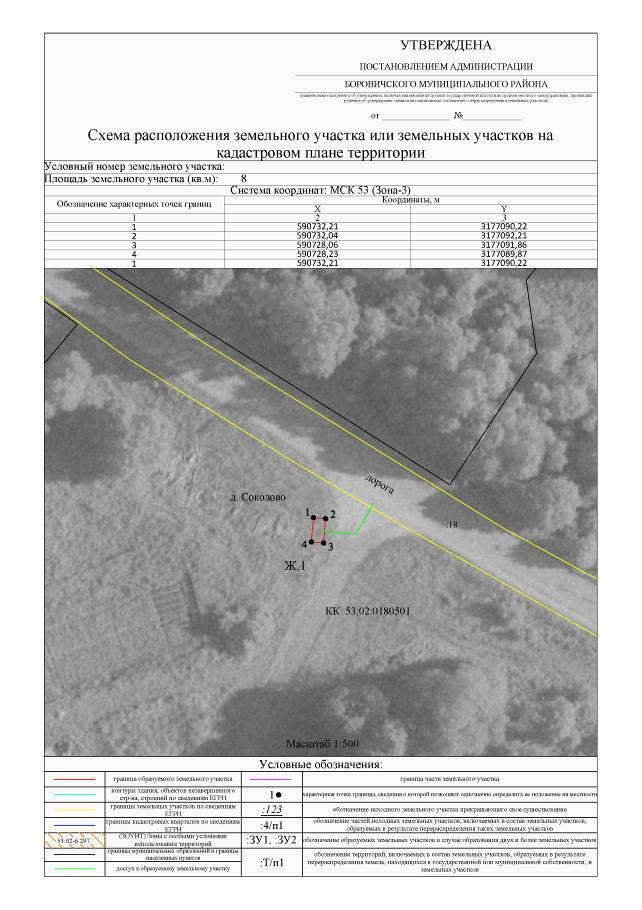 УТВЕРЖДЕНА
ПОСТАНОВЛЕНИЕМ АДМИНИСТРАЦИИ
БОРОВИЧСКОГО МУНИЦИПАЛЬНОГО РАЙОНА
от ________________ №______________
Схема расположения земельного участка или земельных участков на
кадастровом плане территории
Условный номер земельного участка:
Площадь земельного участка (кв.м): 8
Система координат: МСК 53 (Зона-3)
Обозначение характерных точек границ Координаты, м
X Y
1 2 3
1 590732,21 3177090,22
2 590732,04 3177092,21
3 590728,06 3177091,86
4 590728,23 3177089,87
1 590732,21 3177090,22
дорога
д. Соколово
1 2
:18
4 3
Ж.1
КК 53;02:0180501
Масштаб 1:500
Условные обозначения:
граница образуемого земельного участка
граница части земельного участка
контуры здания, объектов незавершенного
стр-ва, строений по сведениям ЕГРН
1
характерная точка границы, сведения о которой позволяют однозначно определить ее положение на местности
границы земельных участков по сведениям
ЕГРН
:123
обозначение исходного земельного участка прекращающего свое существование
границы кадастровых кварталов по сведениям
ЕГРН
:4/п1
обозначение частей исходных земельных участков, включаемых в состав земельных участков,
образуемых в результате перераспределения таких земельных участков
53:02-6.297
(ЗОУИТ) Зоны с особыми условиями
использования территорий
:ЗУ1, :ЗУ2
обозначение образуемых земельных участков в случае образования двух и более земельных участков
границы муниципальных образований и границы
населенных пунктов
:Т/п1
обозначение территорий, включаемых в состав земельных участков, образуемых в результате
перераспределения земель, находящихся в государственной или муниципальной собственности, и
земельных участков
доступ к образуемому земельному участку